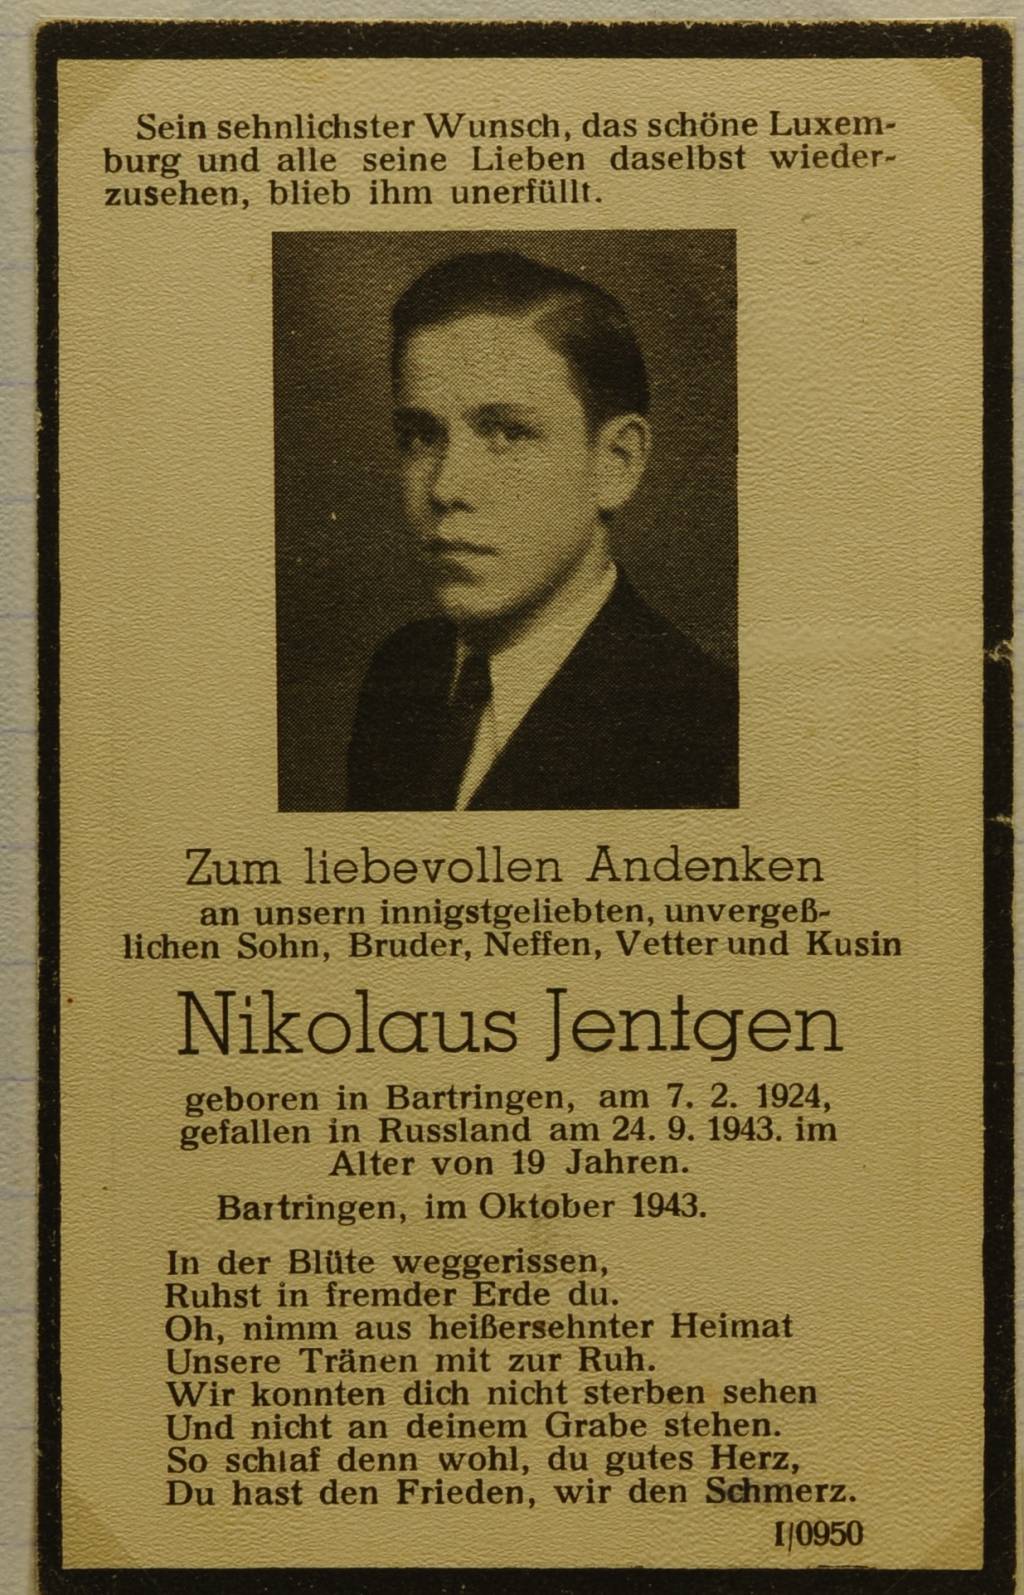 Sein sehnlichster Wunsch, das schöne Luxem-
burg und alle seine Lieben daselbst wieder-
zusehen, blieb ihm unerfüllt.
Zum liebevollen Andenken
an unsern innigstgeliebten, unvergeß-
lichen Sohn, Bruder, Neffen, Vetter und Kusin
Nikolaus Jentgen
geboren in Bartringen, am 7. 2. 1924,
gefallen in Russland am 24. 9. 1943. im
Alter von 19 Jahren.
Bartringen, im Oktober 1943.
In der Blüte weggerissen,
Ruhst in fremder Erde du.
Oh, nimm aus heißersehnter Heimat
Unsere Tränen mit zur Ruh.
Wir konnten dich nicht sterben sehen
Und nicht an deinem Grabe stehen.
So schlaf denn wohl, du gutes Herz,
Du hast den Frieden, wir den Schmerz.
I/0950